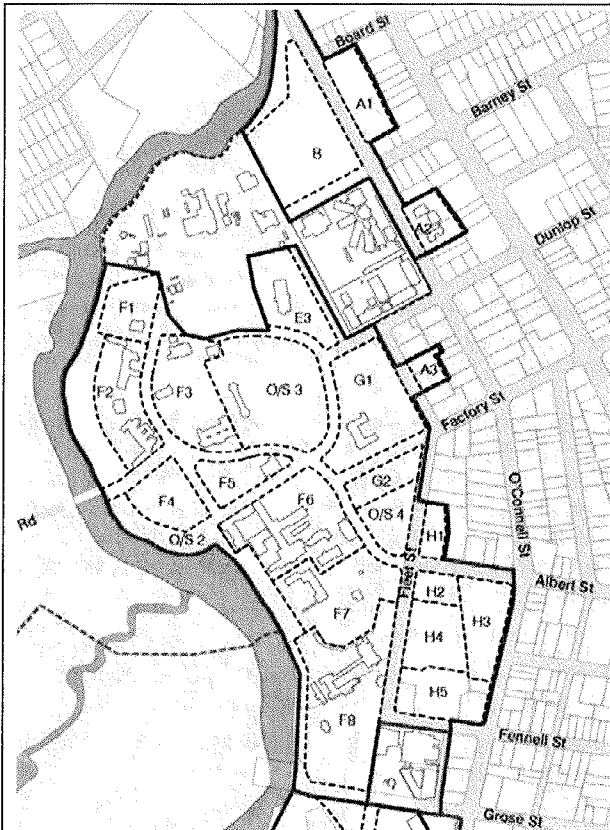 Board St
A1
Barney St
B
A2
Dunlop St
F1
E3
F2
F3
O/S 3
G1
A3
Factory St
F5
G2
F4
F6
O/S 4
O'Connell St
Rd
O/S 2
H1
Fleet St
Albert St
H2
H3
F7
H4
H5
F8
Fennell St
Grose St